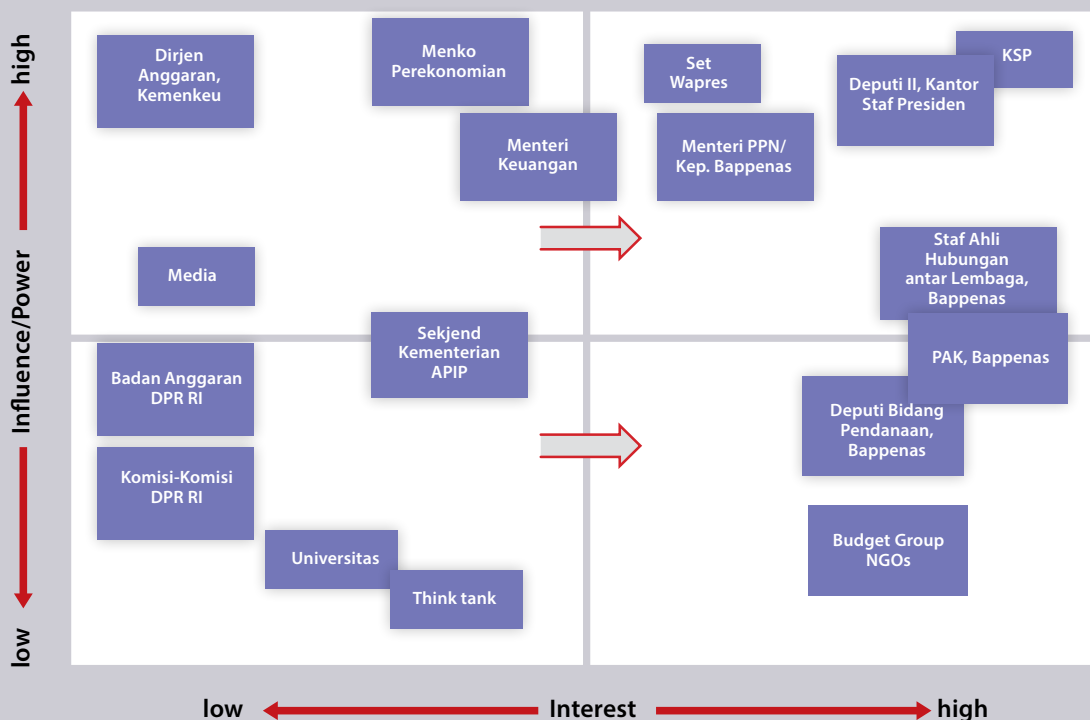 high
Influence/Power
low
Dirjen
Anggaran,
Kemenkeu
Menko
Perekonomian
Menteri
Keuangan
Set
Wapres
Menteri PPN/
Kep. Bappenas
Deputi II, Kantor
Staf Presiden
KSP
Media
Staf Ahli
Hubungan
antar Lembaga,
Bappenas
Sekjend
Kementerian
APIP
PAK, Bappenas
Badan Anggaran
DPR RI
Deputi Bidang
Pendanaan,
Bappenas
Komisi-Komisi
DPR RI
Universitas
Think tank
Budget Group
NGOs
low
Interest
high